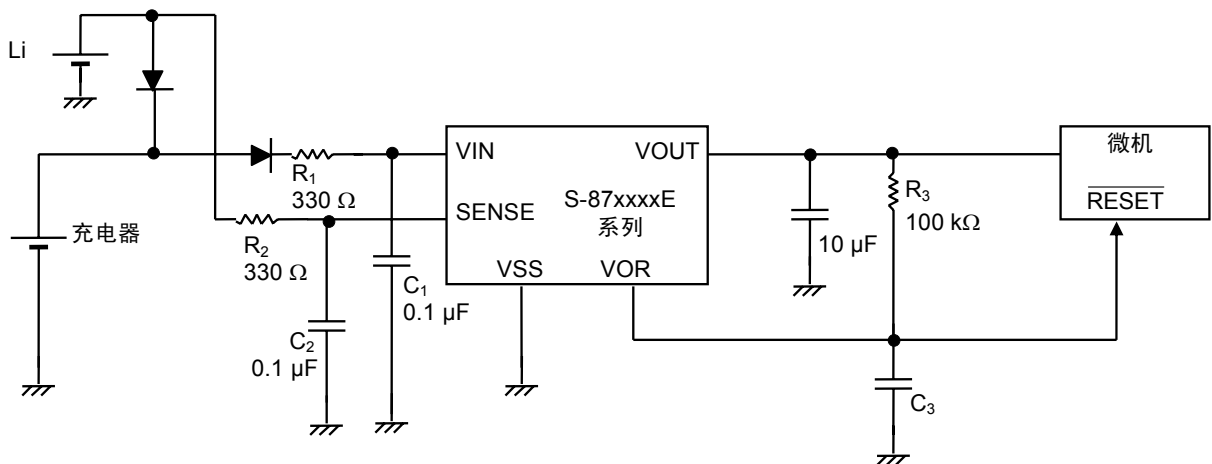 Li
充电器
R₁
330 Ω
R₂
330 Ω
C₂
0.1 µF
C₁
0.1 µF
VIN
VOUT
SENSE
S-87xxxxE
系列
VSS
VOR
10 µF
R₃
100 kΩ
C₃
微机
R̅E̅S̅E̅T̅